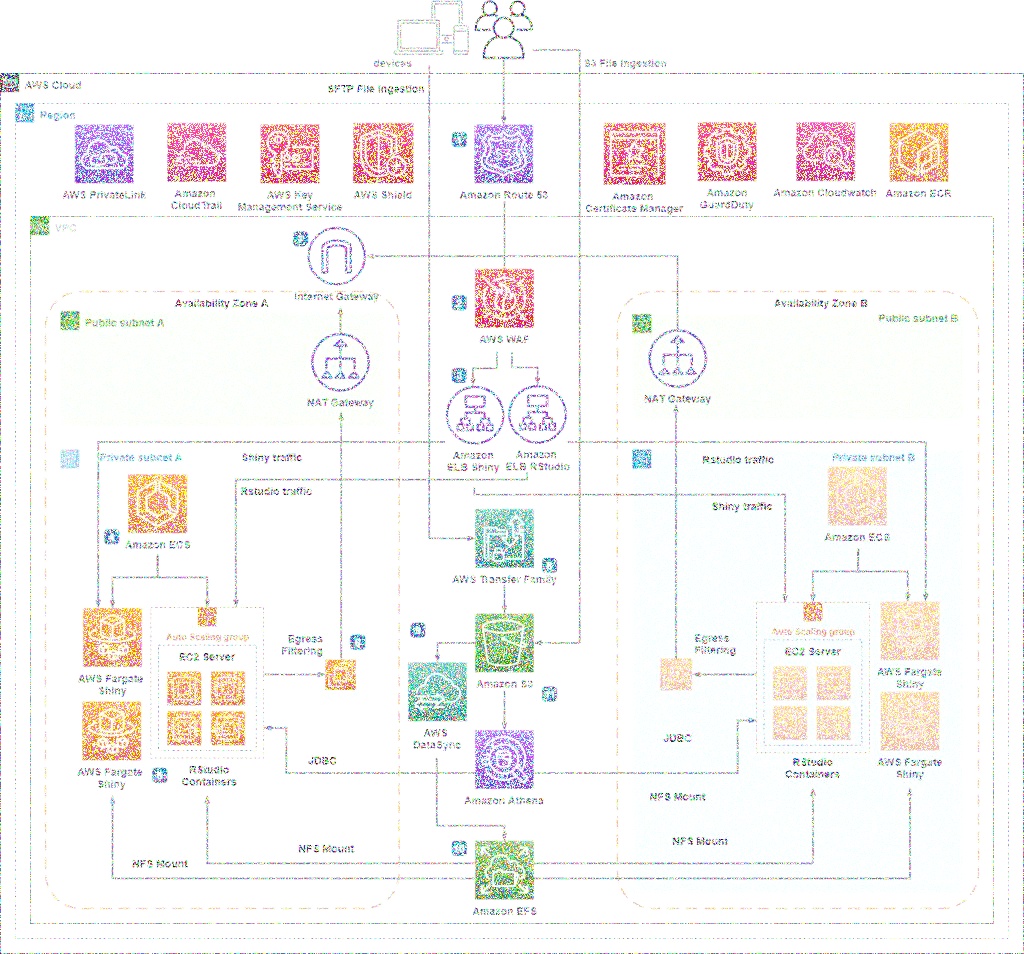 devices
S3 File Ingestion
AWS Cloud
SFTP File Ingestion
Region
AWS PrivateLink
Amazon
CloudTrail
AWS Key
Management Service
AWS Shield
Amazon Route 53
Amazon
Certificate Manager
Amazon
GuardDuty
Amazon Cloudwatch
Amazon ECR
VPC
Internet Gateway
Availability Zone A
Availability Zone B
Public subnet A
Public subnet B
AWS WAF
NAT Gateway
NAT Gateway
Amazon
ELB Shiny
Amazon
ELB RStudio
Private subnet A
Shiny traffic
Rstudio traffic
Private subnet B
Rstudio traffic
Shiny traffic
Amazon ECS
Amazon ECS
AWS Transfer Family
Auto Scaling group
EC2 Server
Egress
Filtering
Amazon S3
Egress
Filtering
Auto Scaling group
EC2 Server
AWS Fargate
Shiny
AWS Fargate
Shiny
AWS
DataSync
JDBC
JDBC
AWS Fargate
Shiny
RStudio
Containers
Amazon Athena
RStudio
Containers
AWS Fargate
Shiny
NFS Mount
NFS Mount
NFS Mount
NFS Mount
Amazon EFS